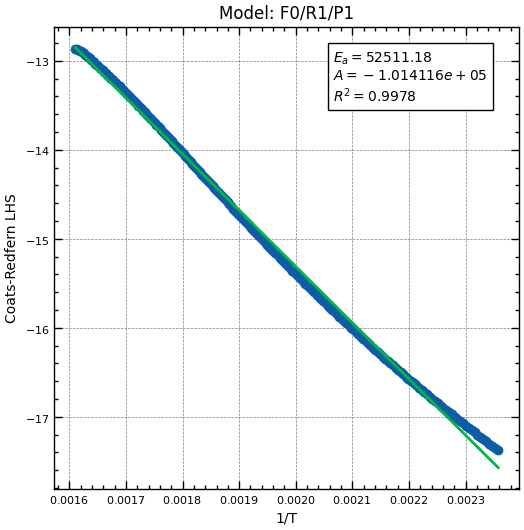 Model: F0/R1/P1
E_a = 52511.18
A = −1.014116e + 05
R² = 0.9978
−13
−14
−15
−16
−17
Coats-Redfern LHS
0.0016 0.0017 0.0018 0.0019 0.0020 0.0021 0.0022 0.0023
1/T